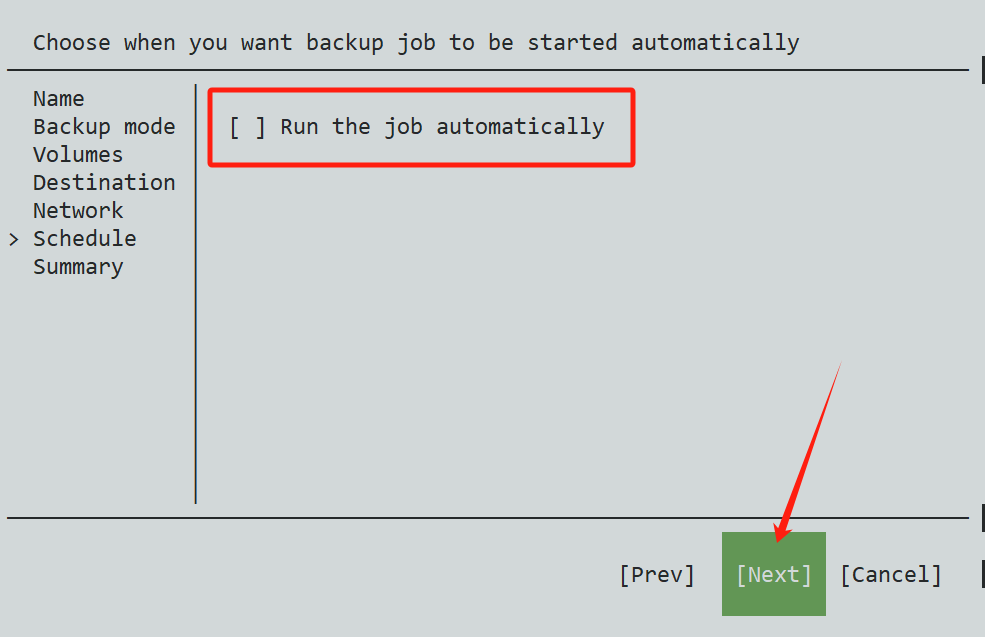 Choose when you want backup job to be started automatically
Name
Backup mode
Volumes
Destination
Network
> Schedule
Summary
[ ] Run the job automatically
[Prev] [Next] [Cancel]